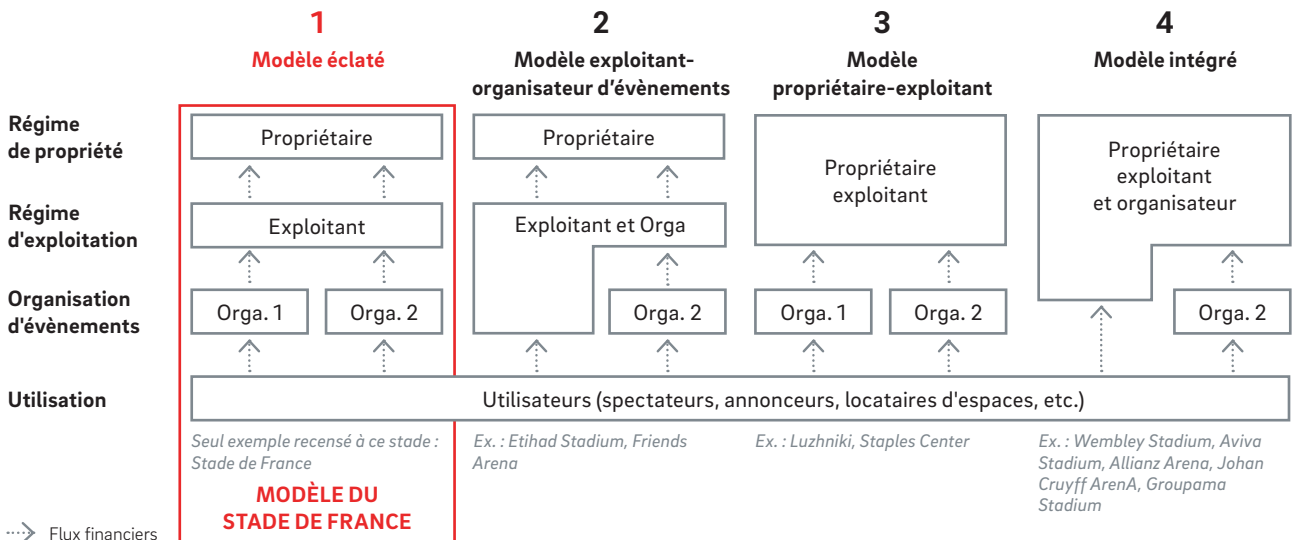 1
Modèle éclaté
2
Modèle exploitant-
organisateur d'évènements
3
Modèle
propriétaire-exploitant
4
Modèle intégré
Régime
de propriété
Propriétaire
Propriétaire
Propriétaire
exploitant
Propriétaire
exploitant
et organisateur
Régime
d'exploitation
Exploitant
Exploitant et Orga
Organisation
d'évènements
Orga. 1
Orga. 2
Orga. 2
Orga. 1
Orga. 2
Orga. 2
Utilisation
Utilisateurs (spectateurs, annonceurs, locataires d'espaces, etc.)
Seul exemple recensé à ce stade :
Stade de France
Ex. : Etihad Stadium, Friends
Arena
Ex. : Luzhniki, Staples Center
Ex. : Wembley Stadium, Aviva
Stadium, Allianz Arena, Johan
Cruyff ArenA, Groupama
Stadium
MODÈLE DU
STADE DE FRANCE
Flux financiers